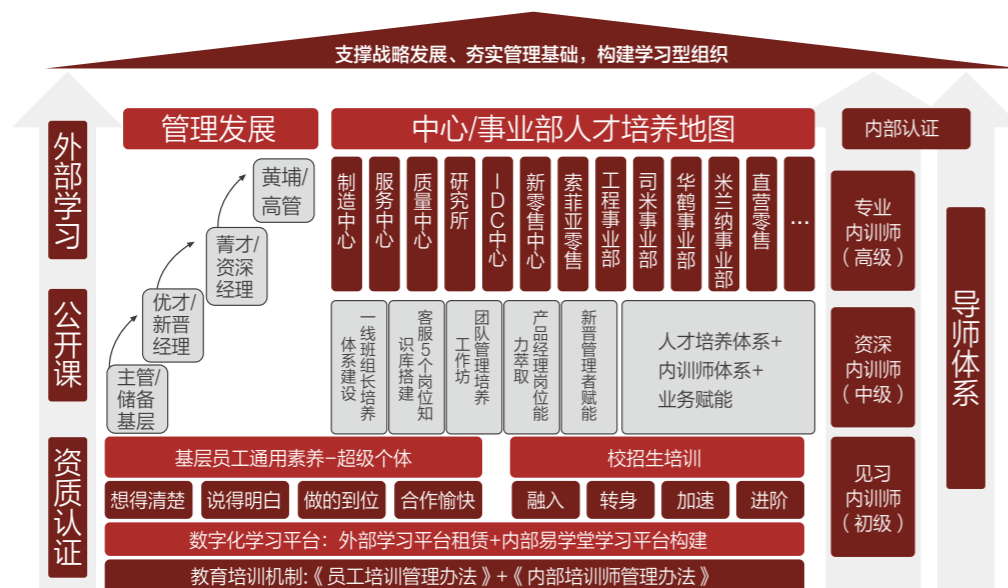 支撑战略发展、夯实管理基础，构建学习型组织
外部学习
公开课
资质认证
管理发展
黄埔/
高管
菁才/
资深
经理
优才/
新晋
经理
主管/
储备
基层
中心/事业部人才培养地图
制造中心
服务中心
质量中心
研究所
IDC中心
新零售中心
索菲亚零售
工程事业部
司米事业部
华鹤事业部
米兰纳事业部
直营零售
…
一线班组长培养
体系建设
客服5个岗位知
识库搭建
团队管理培养
工作坊
产品经理岗位能
力萃取
新晋管理者赋能
人才培养体系+
内训师体系+
业务赋能
基层员工通用素养-超级个体
想得清楚
说得明白
做的到位
合作愉快
校招生培训
融入
转身
加速
进阶
数字化学习平台：外部学习平台租赁+内部易学堂学习平台构建
教育培训机制:《员工培训管理办法》+《内部培训师管理办法》
内部认证
专业
内训师
（高级）
资深
内训师
（中级）
见习
内训师
（初级）
导师体系